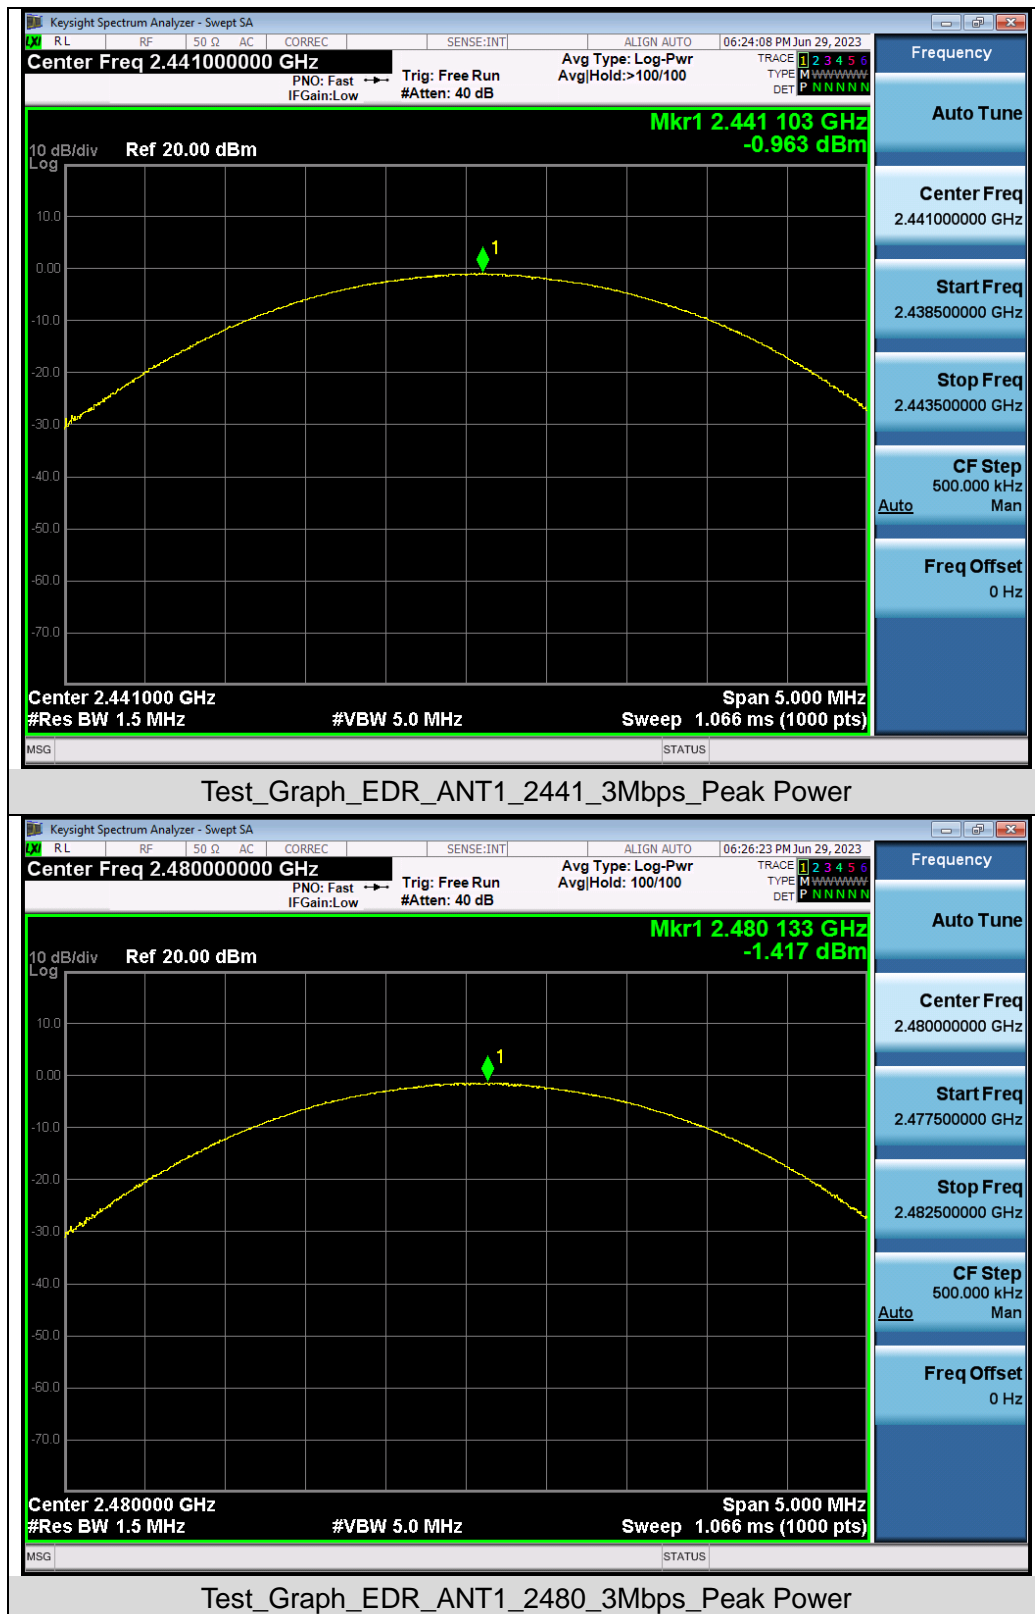 Keysight Spectrum Analyzer - Swept SA
LXI RL RF 50 Ω AC CORREC SENSE:INT ALIGN AUTO 06:24:08 PM Jun 29, 2023
Center Freq 2.441000000 GHz
PNO: Fast
IFGain:Low
Trig: Free Run
#Atten: 40 dB
Avg Type: Log-Pwr
Avg|Hold:>100/100
TRACE 1 2 3 4 5 6
TYPE M WWWWW
DET P N N N N N
Mkr1 2.441 103 GHz
-0.963 dBm
10 dB/div Ref 20.00 dBm
Log
1
10.0
0.00
-10.0
-20.0
-30.0
-40.0
-50.0
-60.0
-70.0
Center 2.441000 GHz Span 5.000 MHz
#Res BW 1.5 MHz #VBW 5.0 MHz Sweep 1.066 ms (1000 pts)
MSG STATUS
Frequency
Auto Tune
Center Freq
2.441000000 GHz
Start Freq
2.438500000 GHz
Stop Freq
2.443500000 GHz
CF Step
500.000 kHz
Auto Man
Freq Offset
0 Hz
Test_Graph_EDR_ANT1_2441_3Mbps_Peak Power
Keysight Spectrum Analyzer - Swept SA
LXI RL RF 50 Ω AC CORREC SENSE:INT ALIGN AUTO 06:26:23 PM Jun 29, 2023
Center Freq 2.480000000 GHz
PNO: Fast
IFGain:Low
Trig: Free Run
#Atten: 40 dB
Avg Type: Log-Pwr
Avg|Hold: 100/100
TRACE 1 2 3 4 5 6
TYPE M WWWWW
DET P N N N N N
Mkr1 2.480 133 GHz
-1.417 dBm
10 dB/div Ref 20.00 dBm
Log
1
10.0
0.00
-10.0
-20.0
-30.0
-40.0
-50.0
-60.0
-70.0
Center 2.480000 GHz Span 5.000 MHz
#Res BW 1.5 MHz #VBW 5.0 MHz Sweep 1.066 ms (1000 pts)
MSG STATUS
Frequency
Auto Tune
Center Freq
2.480000000 GHz
Start Freq
2.477500000 GHz
Stop Freq
2.482500000 GHz
CF Step
500.000 kHz
Auto Man
Freq Offset
0 Hz
Test_Graph_EDR_ANT1_2480_3Mbps_Peak Power